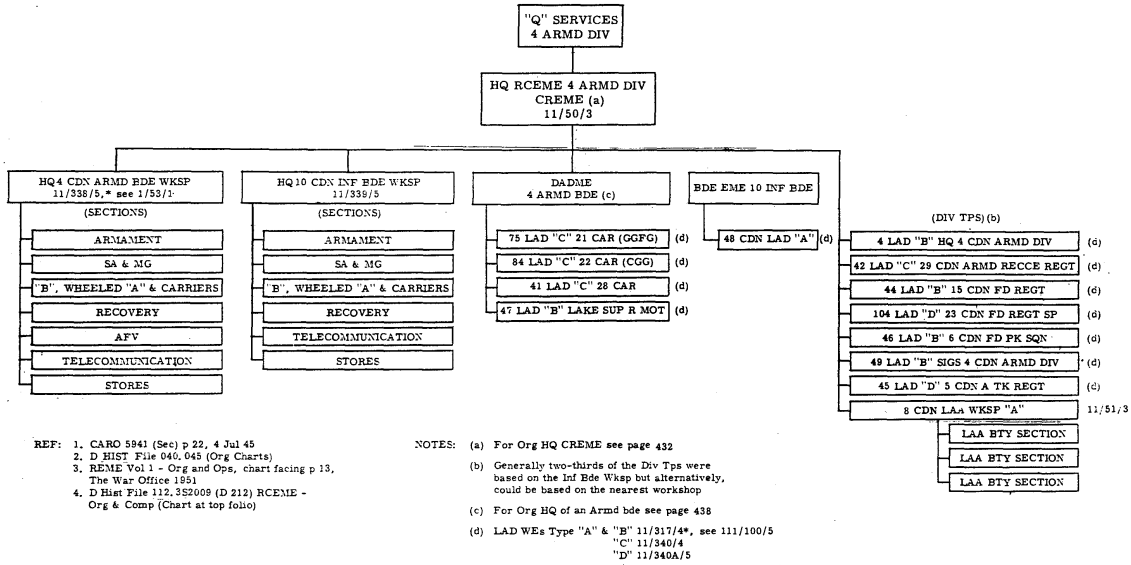 "Q" SERVICES
4 ARMD DIV
HQ RCEME 4 ARMD DIV
CREME (a)
11/50/3
HQ 4 CDN ARMD BDE WKSP
11/338/5,* see 1/53/1
(SECTIONS)
ARMAMENT
SA & MG
"B", WHEELED "A" & CARRIERS
RECOVERY
AFV
TELECOMMUNICATION
STORES
HQ 10 CDN INF BDE WKSP
11/339/5
(SECTIONS)
ARMAMENT
SA & MG
"B", WHEELED "A" & CARRIERS
RECOVERY
TELECOMMUNICATION
STORES
DADME
4 ARMD BDE (c)
75 LAD "C" 21 CAR (GGFG) (d)
84 LAD "C" 22 CAR (CGG) (d)
41 LAD "C" 28 CAR (d)
47 LAD "B" LAKE SUP R MOT (d)
BDE EME 10 INF BDE
48 CDN LAD "A" (d)
(DIV TPS) (b)
4 LAD "B" HQ 4 CDN ARMD DIV (d)
42 LAD "C" 29 CDN ARMD RECCE REGT (d)
44 LAD "B" 15 CDN FD REGT (d)
104 LAD "D" 23 CDN FD REGT SP (d)
46 LAD "B" 6 CDN FD PK SQN (d)
49 LAD "B" SIGS 4 CDN ARMD DIV (d)
45 LAD "D" 5 CDN A TK REGT (d)
8 CDN LAA WKSP "A" 11/51/3
LAA BTY SECTION
LAA BTY SECTION
LAA BTY SECTION
REF: 1. CARO 5941 (Sec) p 22, 4 Jul 45
2. D HIST File 040.045 (Org Charts)
3. REME Vol 1 - Org and Ops, chart facing p 13,
The War Office 1951
4. D Hist File 112.3S2009 (D 212) RCEME -
Org & Comp (Chart at top folio)
NOTES: (a) For Org HQ CREME see page 432
(b) Generally two-thirds of the Div Tps were
based on the Inf Bde Wksp but alternatively,
could be based on the nearest workshop
(c) For Org HQ of an Armd bde see page 438
(d) LAD WEs Type "A" & "B" 11/317/4*, see 111/100/5
"C" 11/340/4
"D" 11/340A/5